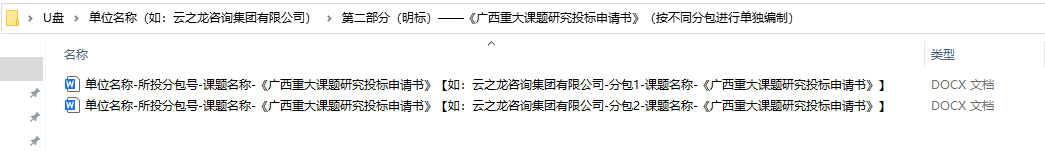 U盘 > 单位名称（如：云之龙咨询集团有限公司） > 第二部分（明标）——《广西重大课题研究投标申请书》（按不同分包进行单独编制）
名称 类型
单位名称-所投分包号-课题名称-《广西重大课题研究投标申请书》【如：云之龙咨询集团有限公司-分包1-课题名称-《广西重大课题研究投标申请书》】 DOCX 文档
单位名称-所投分包号-课题名称-《广西重大课题研究投标申请书》【如：云之龙咨询集团有限公司-分包2-课题名称-《广西重大课题研究投标申请书》】 DOCX 文档